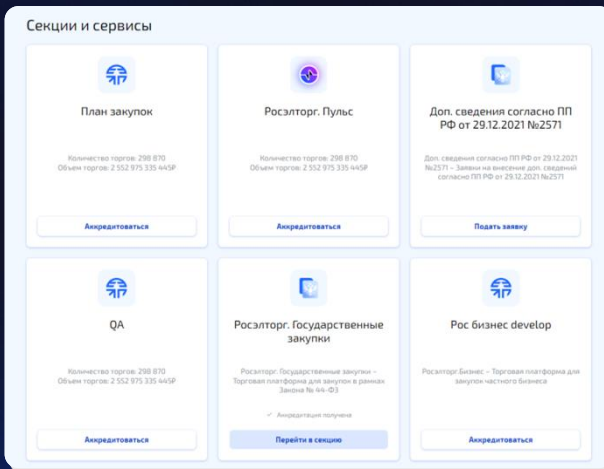 Секции и сервисы
План закупок
Количество торгов: 298 870
Объем торгов: 2 552 975 335 445₽
Аккредитоваться
Росэлторг. Пульс
Количество торгов: 298 870
Объем торгов: 2 552 975 335 445₽
Аккредитоваться
Доп. сведения согласно ПП
РФ от 29.12.2021 №2571
Доп. сведения согласно ПП РФ от 29.12.2021
№2571 – Заявки на внесение доп. сведений
согласно ПП РФ от 29.12.2021 №2571
Подать заявку
QA
Количество торгов: 298 870
Объем торгов: 2 552 975 335 445₽
Аккредитоваться
Росэлторг. Государственные
закупки
Росэлторг. Государственные закупки –
Торговая платформа для закупок в рамках
Закона № 44-ФЗ
Аккредитация получена
Перейти в секцию
Рос бизнес develop
Росэлторг.Бизнес – Торговая платформа для
закупок частного бизнеса
Аккредитоваться